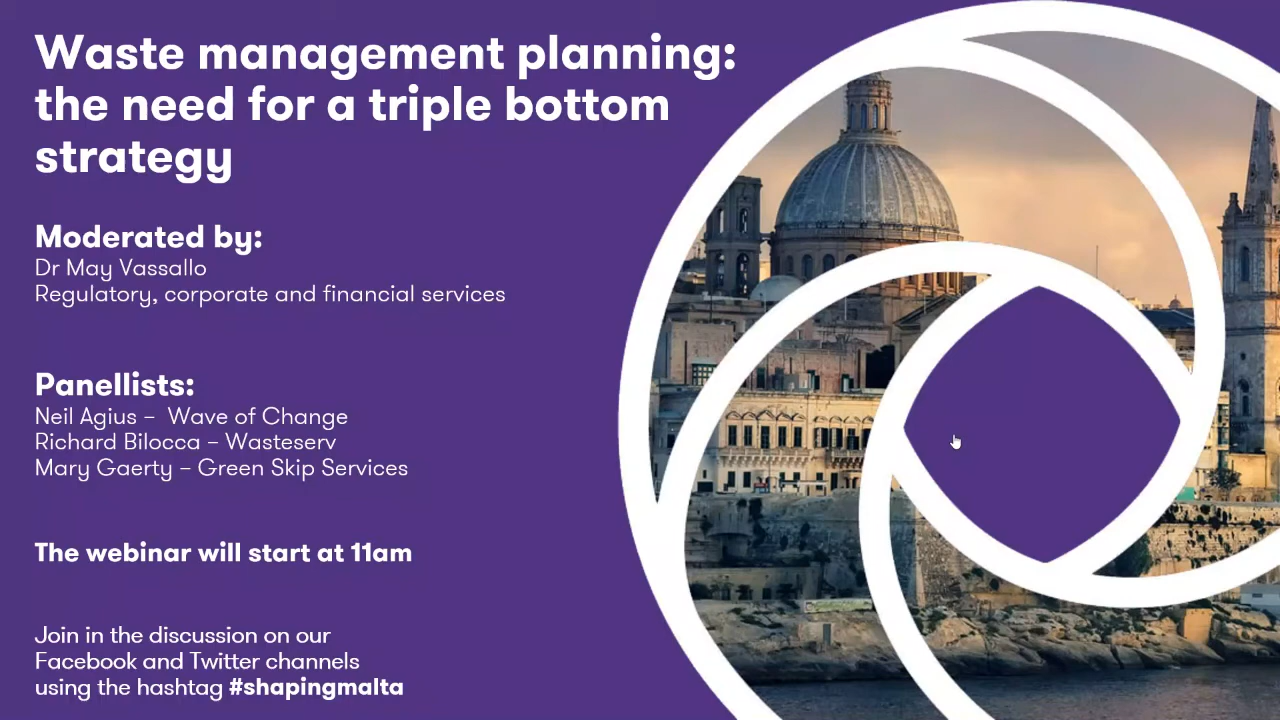 Waste management planning:
the need for a triple bottom
strategy
Moderated by:
Dr May Vassallo
Regulatory, corporate and financial services
Panellists:
Neil Agius – Wave of Change
Richard Bilocca – Wasteserv
Mary Gaerty – Green Skip Services
The webinar will start at 11am
Join in the discussion on our
Facebook and Twitter channels
using the hashtag #shapingmalta